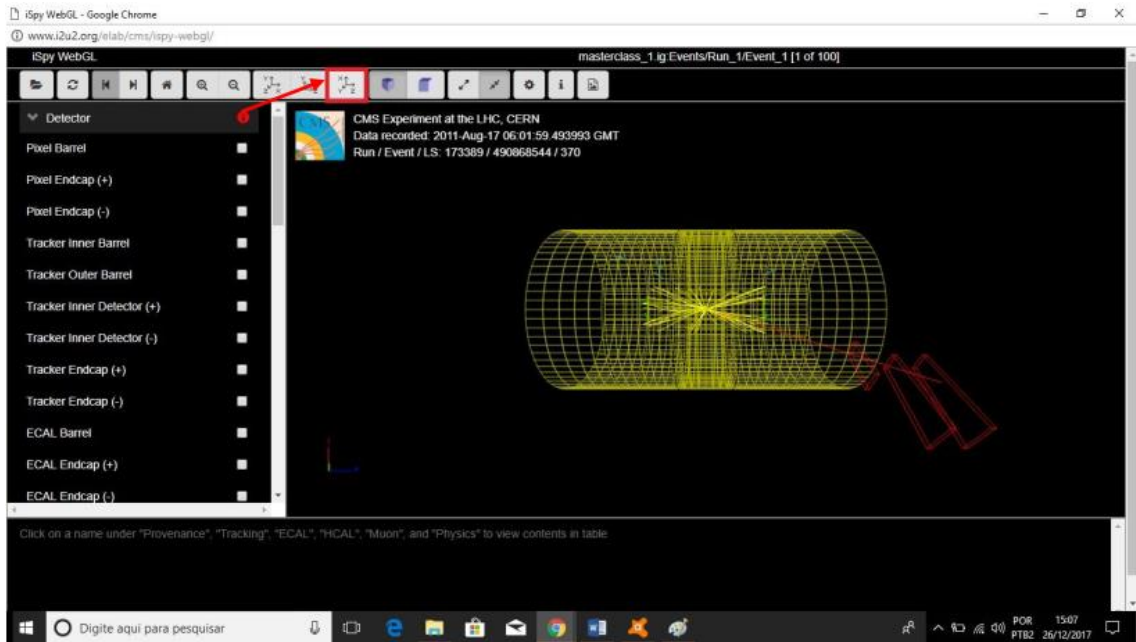 iSpy WebGL - Google Chrome
www.i2u2.org/elab/cms/ispy-webgl/
iSpy WebGL
masterclass_1.ig:Events/Run_1/Event_1 [1 of 100]
Detector
Pixel Barrel
Pixel Endcap (+)
Pixel Endcap (-)
Tracker Inner Barrel
Tracker Outer Barrel
Tracker Inner Detector (+)
Tracker Inner Detector (-)
Tracker Endcap (+)
Tracker Endcap (-)
ECAL Barrel
ECAL Endcap (+)
ECAL Endcap (-)
CMS
CMS Experiment at the LHC, CERN
Data recorded: 2011-Aug-17 06:01:59.493993 GMT
Run / Event / LS: 173389 / 490868544 / 370
Click on a name under "Provenance", "Tracking", "ECAL", "HCAL", "Muon", and "Physics" to view contents in table
Digite aqui para pesquisar
POR
PTB2
15:07
26/12/2017